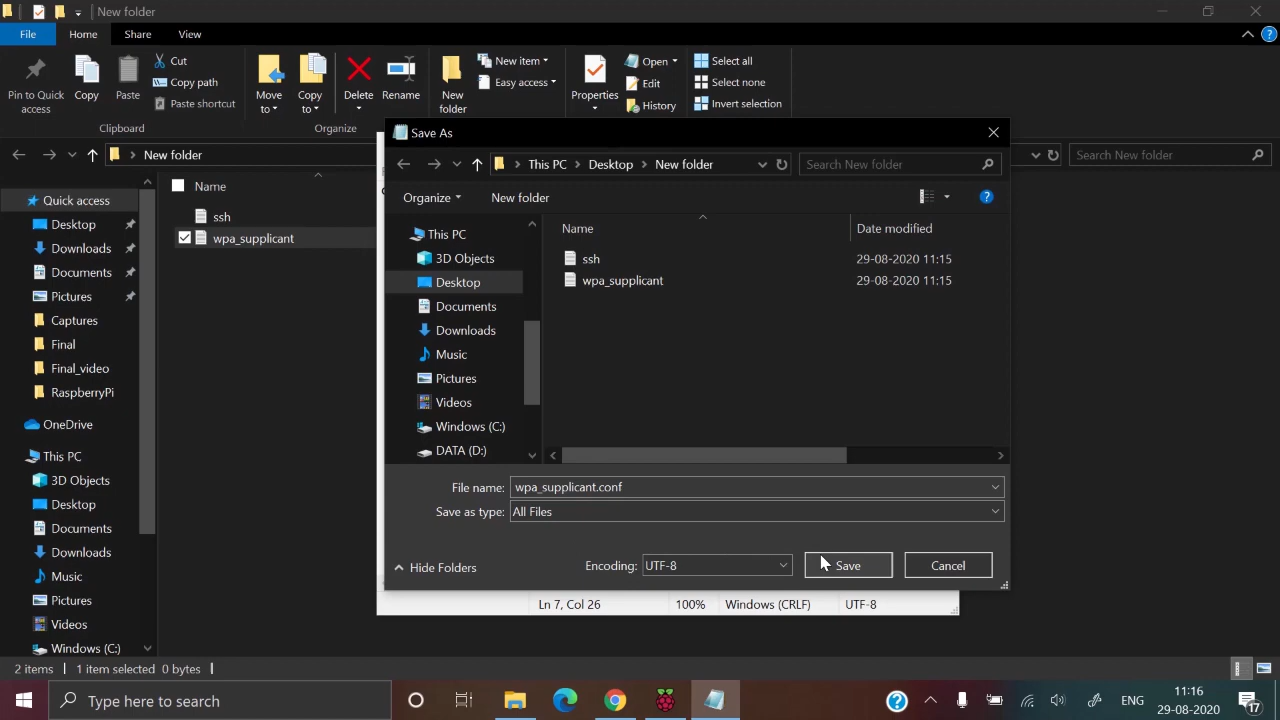 New folder
File
Home
Share
View
Pin to Quick access
Copy
Paste
Cut
Copy path
Paste shortcut
Clipboard
Move to
Copy to
Delete
Rename
Organize
New folder
New item
Easy access
Properties
Open
Edit
History
Select all
Select none
Invert selection
New folder
Search New folder
Quick access
Desktop
Downloads
Documents
Pictures
Captures
Final
Final_video
RaspberryPi
OneDrive
This PC
3D Objects
Desktop
Documents
Downloads
Music
Pictures
Videos
Windows (C:)
Name
ssh
wpa_supplicant
Save As
This PC > Desktop > New folder
Search New folder
Organize
New folder
This PC
3D Objects
Desktop
Documents
Downloads
Music
Pictures
Videos
Windows (C:)
DATA (D:)
Name Date modified
ssh 29-08-2020 11:15
wpa_supplicant 29-08-2020 11:15
File name: wpa_supplicant.conf
Save as type: All Files
Hide Folders
Encoding: UTF-8
Save
Cancel
Ln 7, Col 26 100% Windows (CRLF) UTF-8
2 items 1 item selected 0 bytes
Type here to search
ENG
11:16
29-08-2020
17